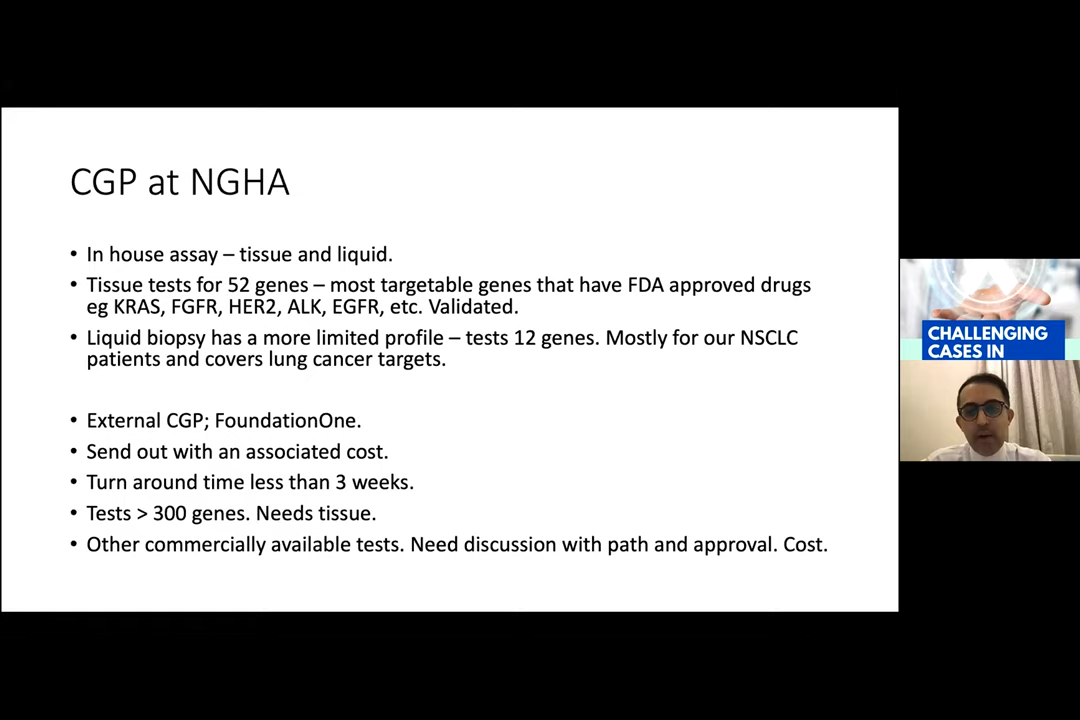 CGP at NGHA
• In house assay – tissue and liquid.
• Tissue tests for 52 genes – most targetable genes that have FDA approved drugs
eg KRAS, FGFR, HER2, ALK, EGFR, etc. Validated.
• Liquid biopsy has a more limited profile – tests 12 genes. Mostly for our NSCLC
patients and covers lung cancer targets.
• External CGP; FoundationOne.
• Send out with an associated cost.
• Turn around time less than 3 weeks.
• Tests > 300 genes. Needs tissue.
• Other commercially available tests. Need discussion with path and approval. Cost.
CHALLENGING
CASES IN